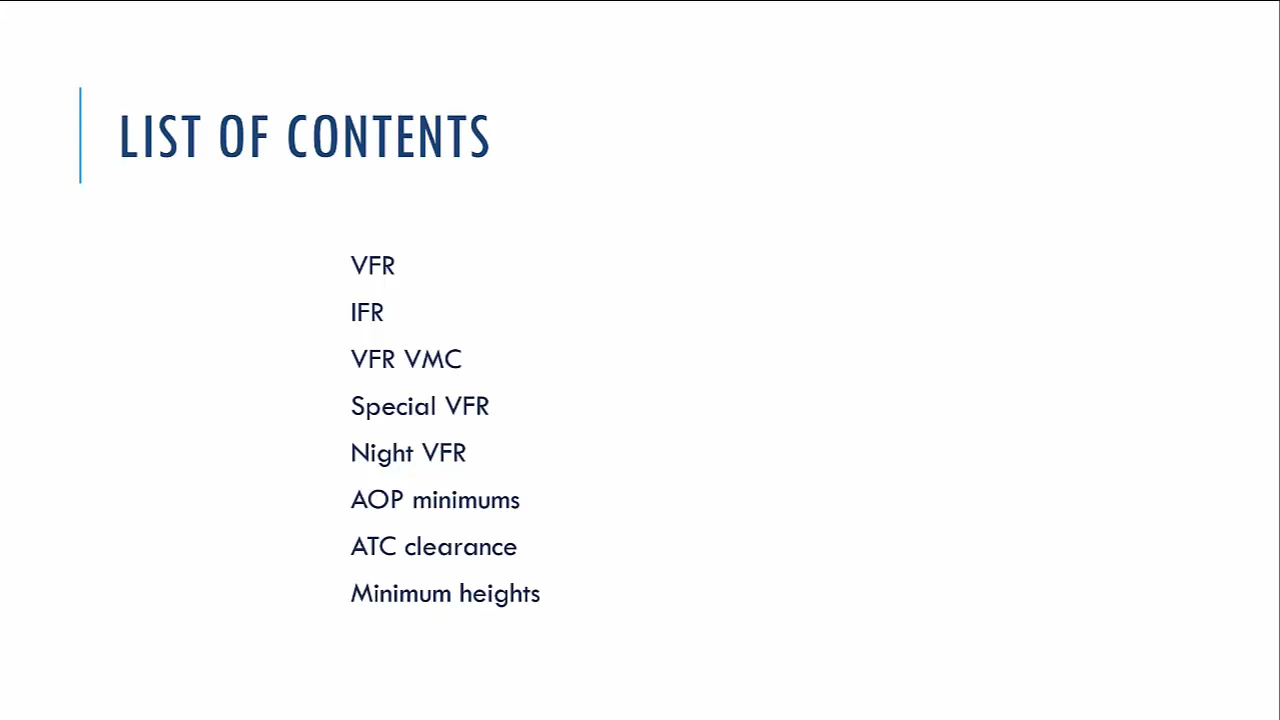 LIST OF CONTENTS
VFR
IFR
VFR VMC
Special VFR
Night VFR
AOP minimums
ATC clearance
Minimum heights